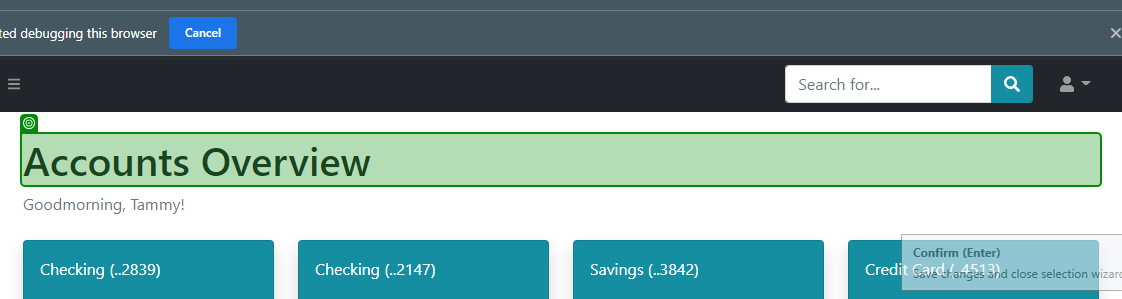 ted debugging this browser Cancel
Search for...
Accounts Overview
Goodmorning, Tammy!
Checking (..2839)
Checking (..2147)
Savings (..3842)
Credit Card (..4513)
Confirm (Enter)
Save changes and close selection wizard